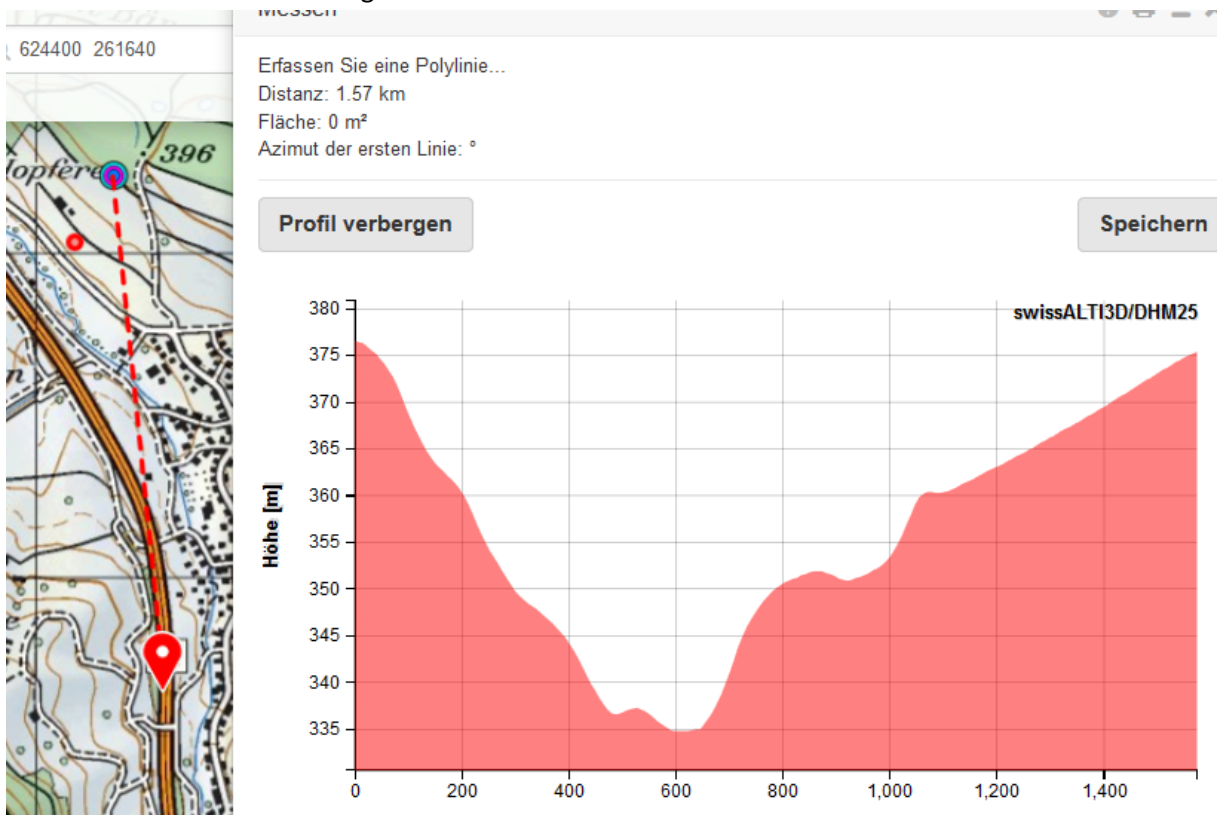 Messen
624400 261640
Erfassen Sie eine Polylinie...
Distanz: 1.57 km
Fläche: 0 m²
Azimut der ersten Linie: °
396
Profil verbergen
Speichern
swissALTI3D/DHM25
380
375
370
365
360
355
350
345
340
335
Höhe [m]
0 200 400 600 800 1,000 1,200 1,400